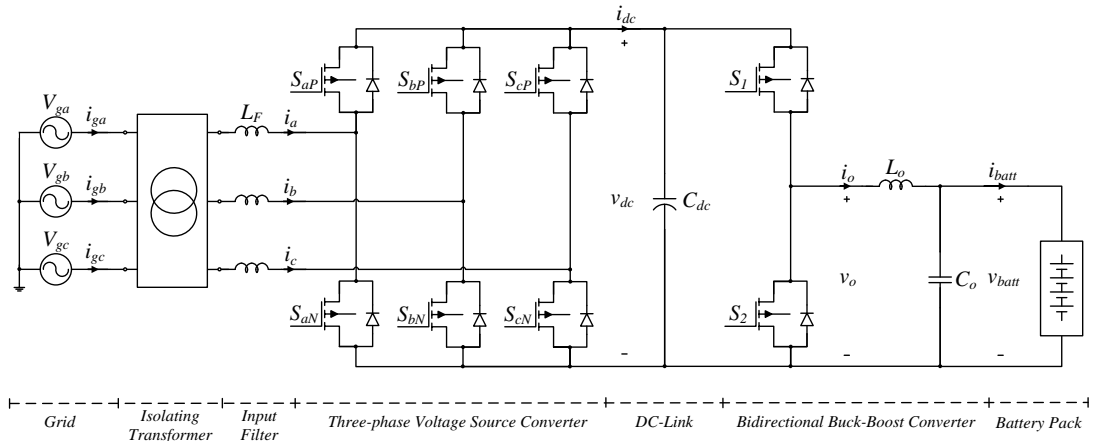 i_dc
+
S_aP
S_bP
S_cP
S_1
V_ga
i_ga
L_F
i_a
V_gb
i_gb
i_b
v_dc
C_dc
i_o
L_o
i_batt
+
+
V_gc
i_gc
i_c
v_o
C_o
v_batt
S_aN
S_bN
S_cN
S_2
–
–
–
Grid
Isolating
Transformer
Input
Filter
Three-phase Voltage Source Converter
DC-Link
Bidirectional Buck-Boost Converter
Battery Pack